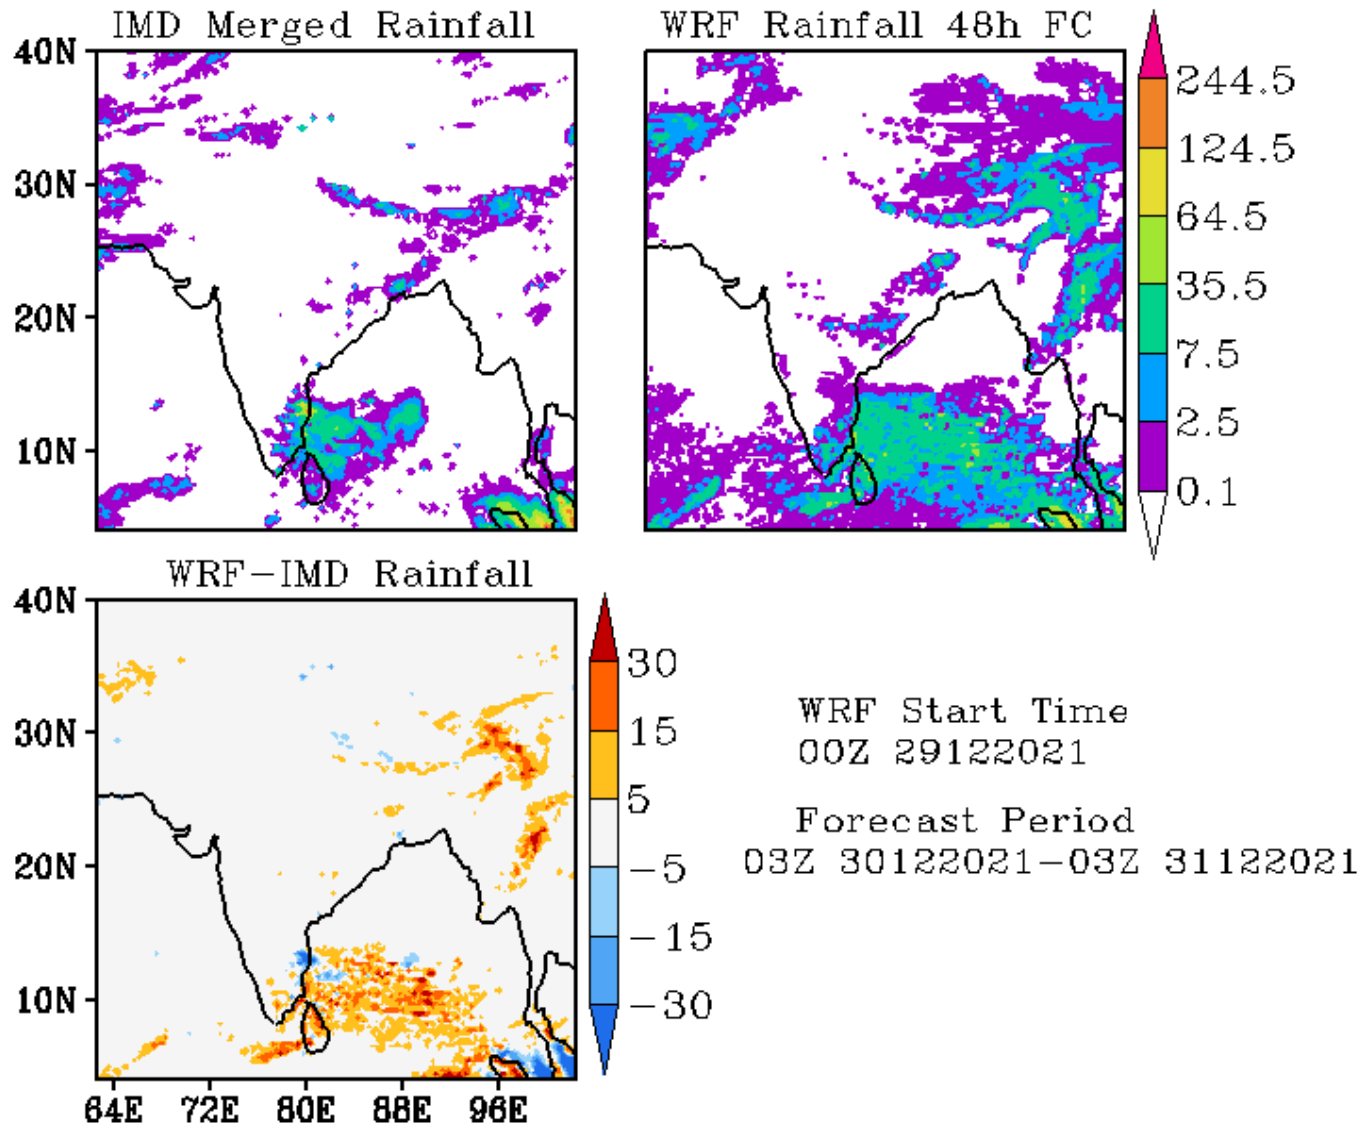 IMD Merged Rainfall
WRF Rainfall 48h FC
40N
30N
20N
10N
244.5
124.5
64.5
35.5
7.5
2.5
0.1
WRF-IMD Rainfall
40N
30N
20N
10N
64E 72E 80E 88E 96E
30
15
5
-5
-15
-30
WRF Start Time
00Z 29122021
Forecast Period
03Z 30122021-03Z 31122021